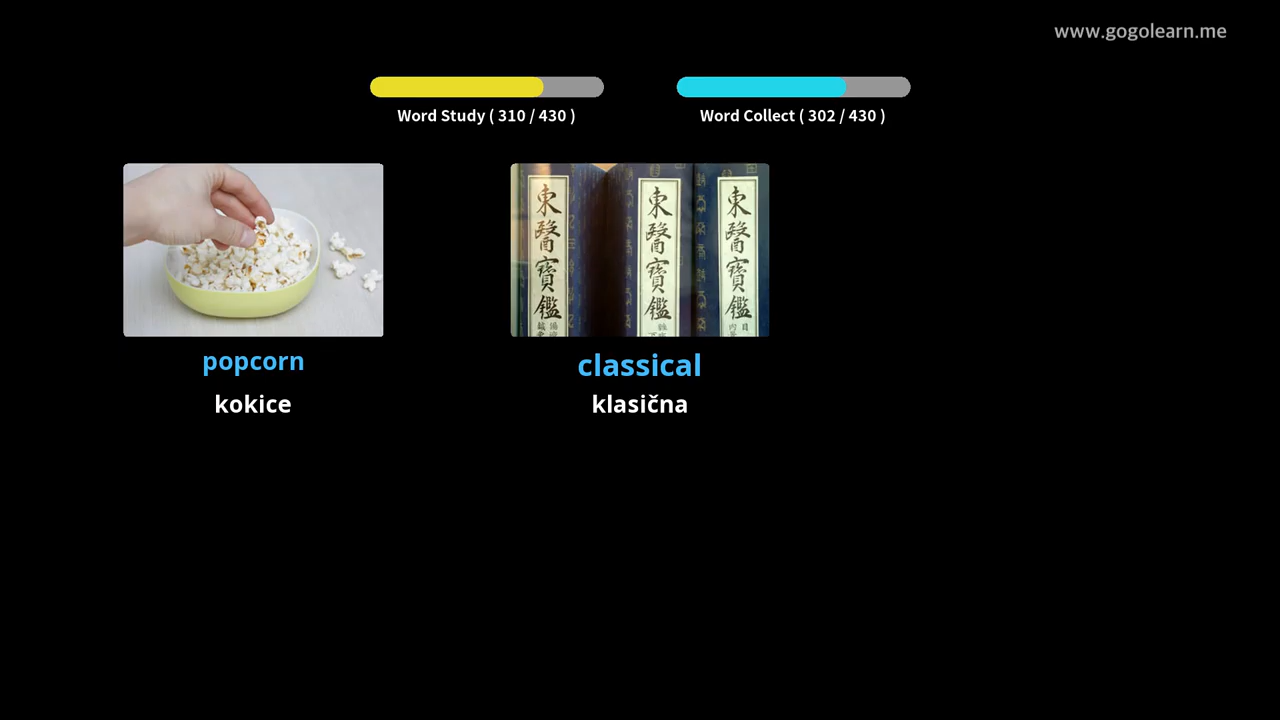 www.gogolearn.me
Word Study ( 310 / 430 )
Word Collect ( 302 / 430 )
東醫寶鑑
東醫寶鑑
東醫寶鑑
popcorn
classical
kokice
klasična